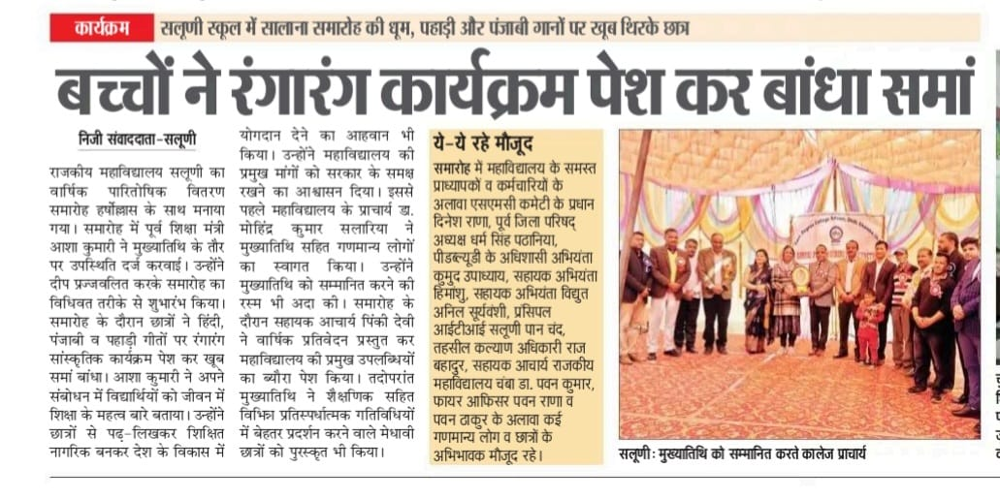 कार्यक्रम
सलूणी स्कूल में सालाना समारोह की धूम, पहाड़ी और पंजाबी गानों पर खूब थिरके छात्र
बच्चों ने रंगारंग कार्यक्रम पेश कर बांधा समां
निजी संवाददाता-सलूणी
राजकीय महाविद्यालय सलूणी का
वार्षिक पारितोषिक वितरण
समारोह हर्षोल्लास के साथ मनाया
गया। समारोह में पूर्व शिक्षा मंत्री
आशा कुमारी ने मुख्यातिथि के तौर
पर उपस्थिति दर्ज करवाई। उन्होंने
दीप प्रज्जवलित करके समारोह का
विधिवत तरीके से शुभारंभ किया।
समारोह के दौरान छात्रों ने हिंदी,
पंजाबी व पहाड़ी गीतों पर रंगारंग
सांस्कृतिक कार्यक्रम पेश कर खूब
समां बांधा। आशा कुमारी ने अपने
संबोधन में विद्यार्थियों को जीवन में
शिक्षा के महत्व बारे बताया। उन्होंने
छात्रों से पढ़-लिखकर शिक्षित
नागरिक बनकर देश के विकास में
योगदान देने का आहवान भी
किया। उन्होंने महाविद्यालय की
प्रमुख मांगों को सरकार के समक्ष
रखने का आश्वासन दिया। इससे
पहले महाविद्यालय के प्राचार्य डा.
मोहिंद्र कुमार सलारिया ने
मुख्यातिथि सहित गणमान्य लोगों
का स्वागत किया। उन्होंने
मुख्यातिथि को सम्मानित करने की
रस्म भी अदा की। समारोह के
दौरान सहायक आचार्य पिंकी देवी
ने वार्षिक प्रतिवेदन प्रस्तुत कर
महाविद्यालय की प्रमुख उपलब्धियों
का ब्यौरा पेश किया। तदोपरांत
मुख्यातिथि ने शैक्षणिक सहित
विभिन्न प्रतिस्पर्धात्मक गतिविधियों
में बेहतर प्रदर्शन करने वाले मेधावी
छात्रों को पुरस्कृत भी किया।
ये-ये रहे मौजूद
समारोह में महाविद्यालय के समस्त
प्राध्यापकों व कर्मचारियों के
अलावा एसएमसी कमेटी के प्रधान
दिनेश राणा, पूर्व जिला परिषद्
अध्यक्ष धर्म सिंह पठानिया,
पीडब्ल्यूडी के अधिशासी अभियंता
कुमुद उपाध्याय, सहायक अभियंता
हिमांशु, सहायक अभियंता विद्युत
अनिल सूर्यवंशी, प्रंसिपल
आईटीआई सलूणी पान चंद,
तहसील कल्याण अधिकारी राज
बहादुर, सहायक आचार्य राजकीय
महाविद्यालय चंबा डा. पवन कुमार,
फायर आफिसर पवन राणा व
पवन ठाकुर के अलावा कई
गणमान्य लोग व छात्रों के
अभिभावक मौजूद रहे।
सलूणी: मुख्यातिथि को सम्मानित करते कालेज प्राचार्य